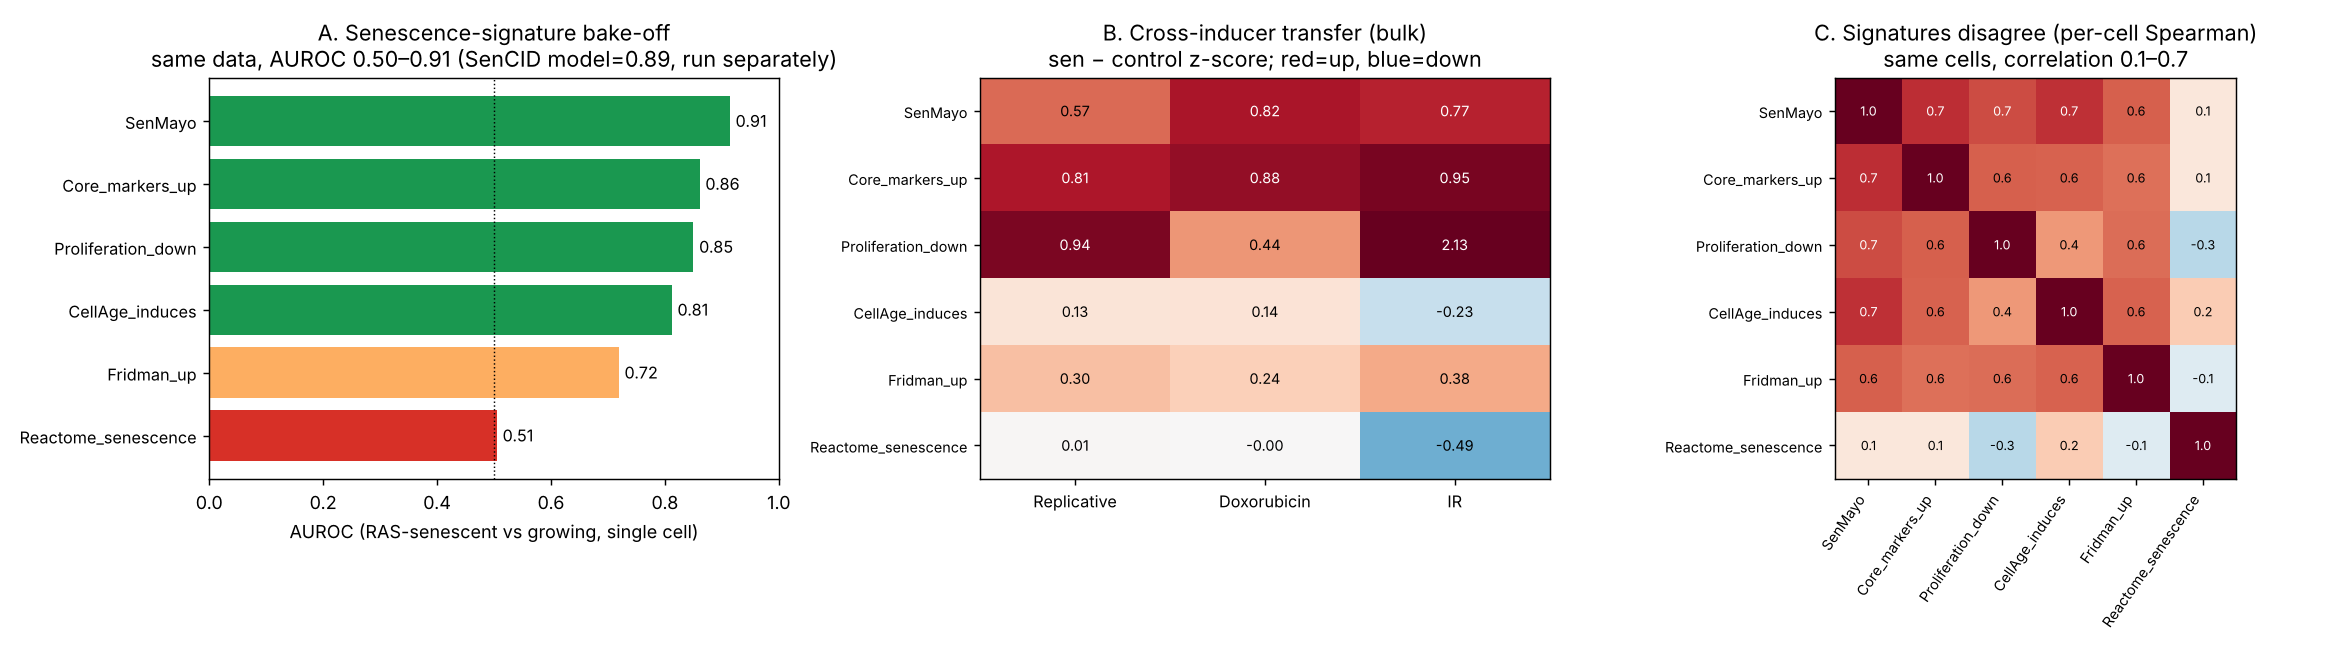 A. Senescence-signature bake-off
same data, AUROC 0.50–0.91 (SenCID model=0.89, run separately)
SenMayo
0.91
Core_markers_up
0.86
Proliferation_down
0.85
CellAge_induces
0.81
Fridman_up
0.72
Reactome_senescence
0.51
0.0 0.2 0.4 0.6 0.8 1.0
AUROC (RAS-senescent vs growing, single cell)
B. Cross-inducer transfer (bulk)
sen − control z-score; red=up, blue=down
SenMayo 0.57 0.82 0.77
Core_markers_up 0.81 0.88 0.95
Proliferation_down 0.94 0.44 2.13
CellAge_induces 0.13 0.14 -0.23
Fridman_up 0.30 0.24 0.38
Reactome_senescence 0.01 -0.00 -0.49
Replicative Doxorubicin IR
C. Signatures disagree (per-cell Spearman)
same cells, correlation 0.1–0.7
SenMayo 1.0 0.7 0.7 0.7 0.6 0.1
Core_markers_up 0.7 1.0 0.6 0.6 0.6 0.1
Proliferation_down 0.7 0.6 1.0 0.4 0.6 -0.3
CellAge_induces 0.7 0.6 0.4 1.0 0.6 0.2
Fridman_up 0.6 0.6 0.6 0.6 1.0 -0.1
Reactome_senescence 0.1 0.1 -0.3 0.2 -0.1 1.0
SenMayo
Core_markers_up
Proliferation_down
CellAge_induces
Fridman_up
Reactome_senescence